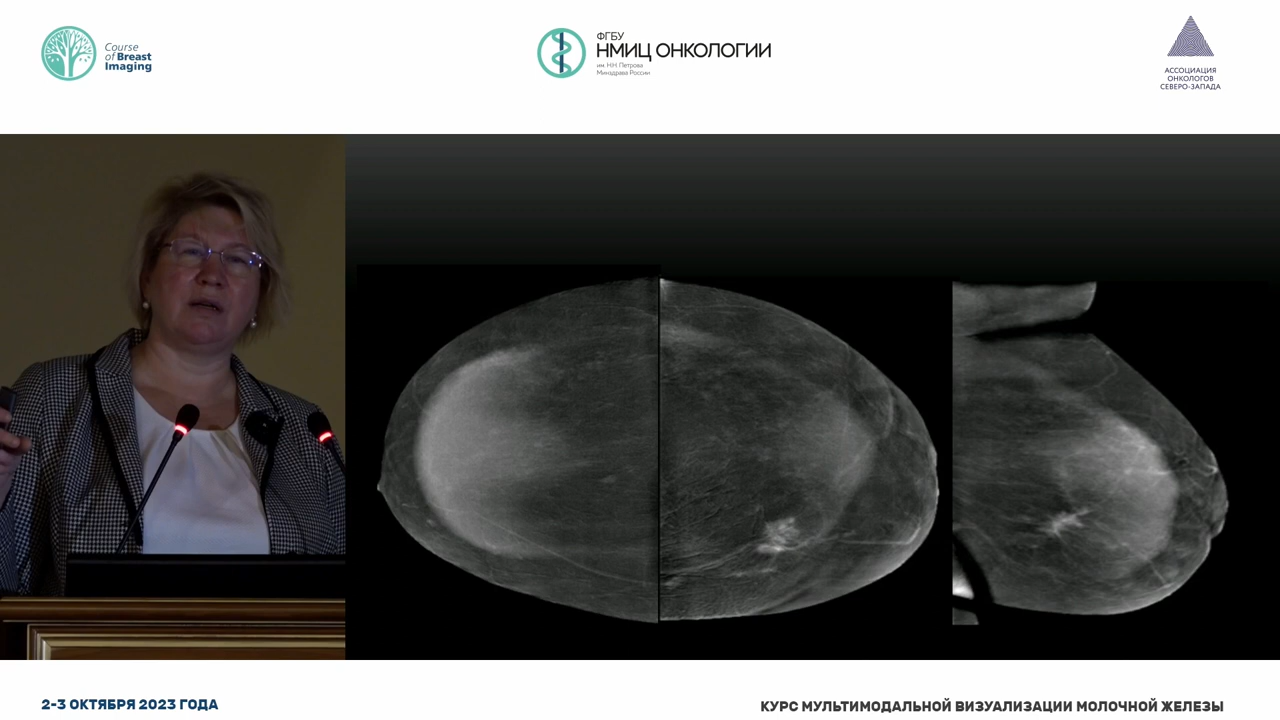 Course
of Breast
Imaging
ФГБУ
НМИЦ ОНКОЛОГИИ
им. Н.Н. Петрова
Минздрава России
АССОЦИАЦИЯ
ОНКОЛОГОВ
СЕВЕРО-ЗАПАДА
2-3 ОКТЯБРЯ 2023 ГОДА
КУРС МУЛЬТИМОДАЛЬНОЙ ВИЗУАЛИЗАЦИИ МОЛОЧНОЙ ЖЕЛЕЗЫ